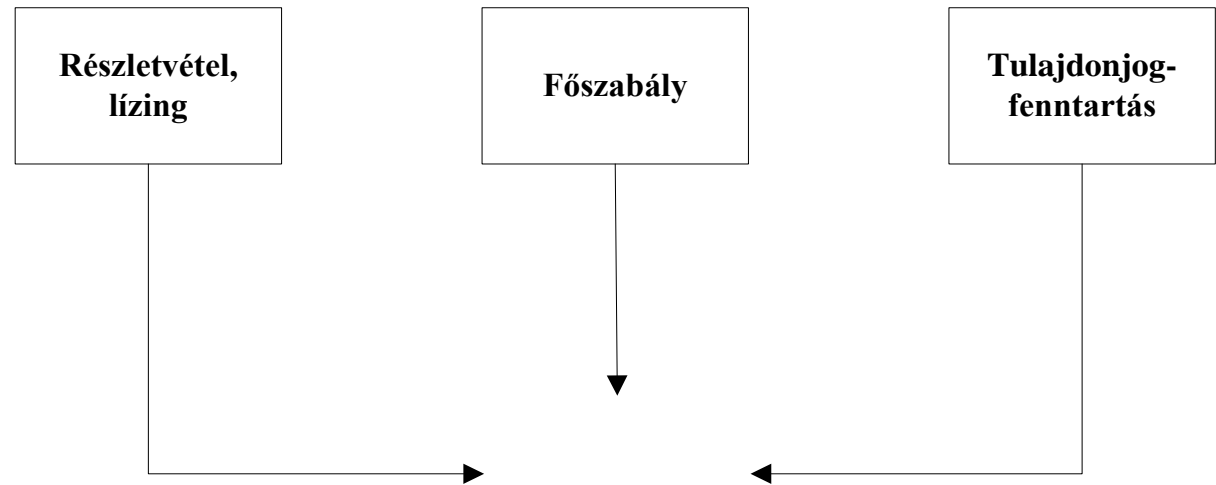 Részletvétel,
lízing
Főszabály
Tulajdonjog-
fenntartás